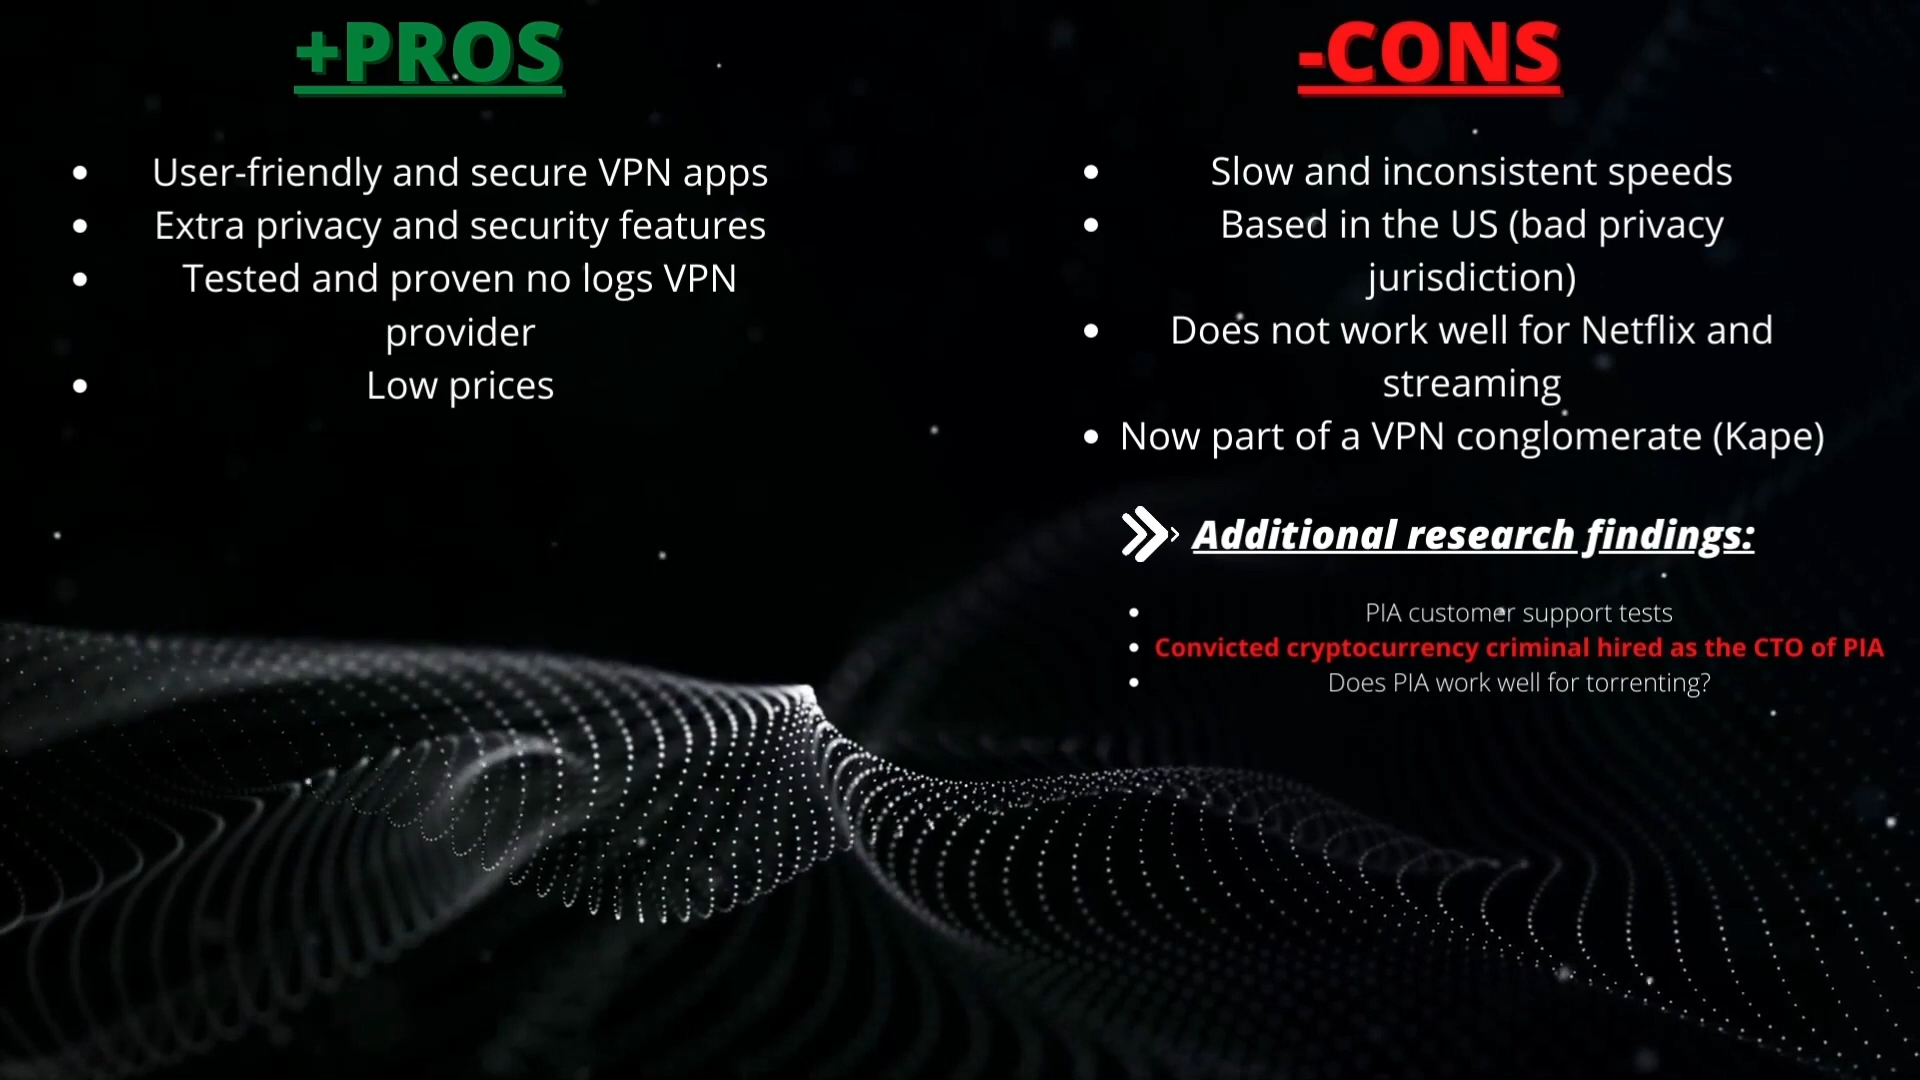 +PROS
• User-friendly and secure VPN apps
• Extra privacy and security features
• Tested and proven no logs VPN
provider
• Low prices
-CONS
• Slow and inconsistent speeds
• Based in the US (bad privacy
jurisdiction)
• Does not work well for Netflix and
streaming
• Now part of a VPN conglomerate (Kape)
Additional research findings:
• PIA customer support tests
• Convicted cryptocurrency criminal hired as the CTO of PIA
• Does PIA work well for torrenting?